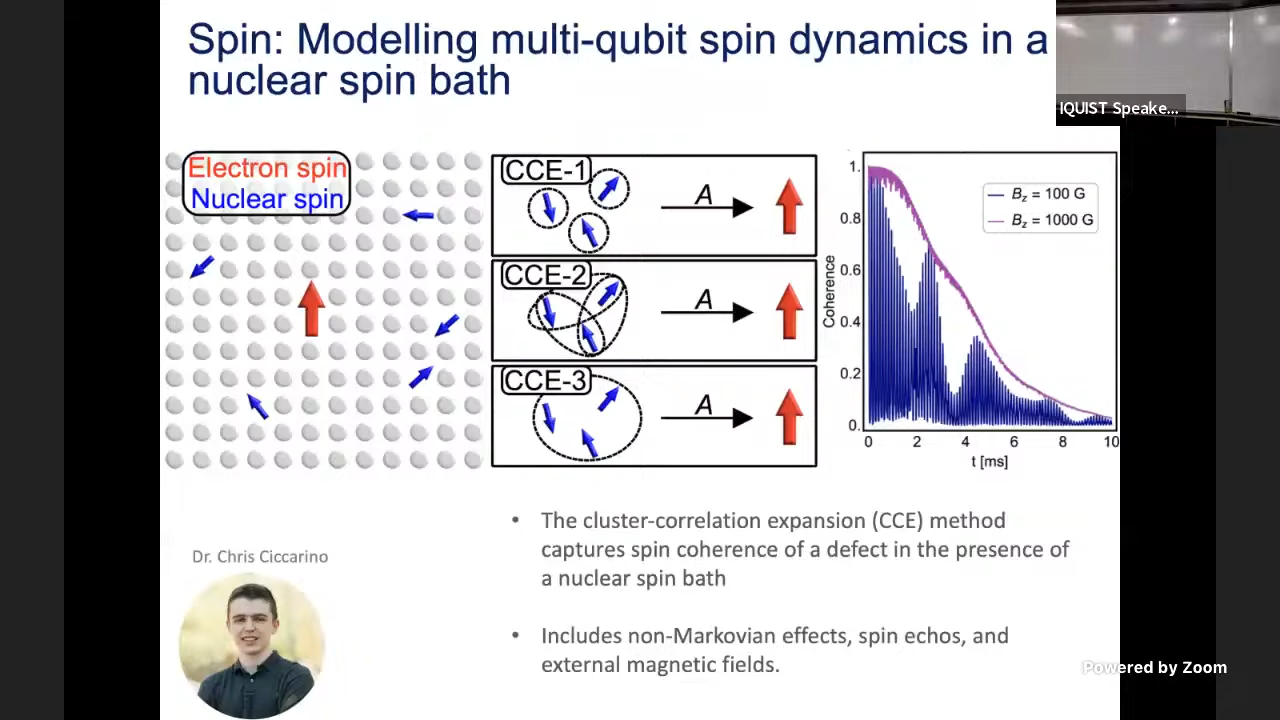 Spin: Modelling multi-qubit spin dynamics in a
nuclear spin bath
IQUIST Speake...
Electron spin
Nuclear spin
CCE-1
A
CCE-2
A
CCE-3
A
1.
0.8
0.6
0.4
0.2
0.
Coherence
B_z = 100 G
B_z = 1000 G
0 2 4 6 8 10
t [ms]
• The cluster-correlation expansion (CCE) method
captures spin coherence of a defect in the presence of
a nuclear spin bath
• Includes non-Markovian effects, spin echos, and
external magnetic fields.
Dr. Chris Ciccarino
Powered by Zoom